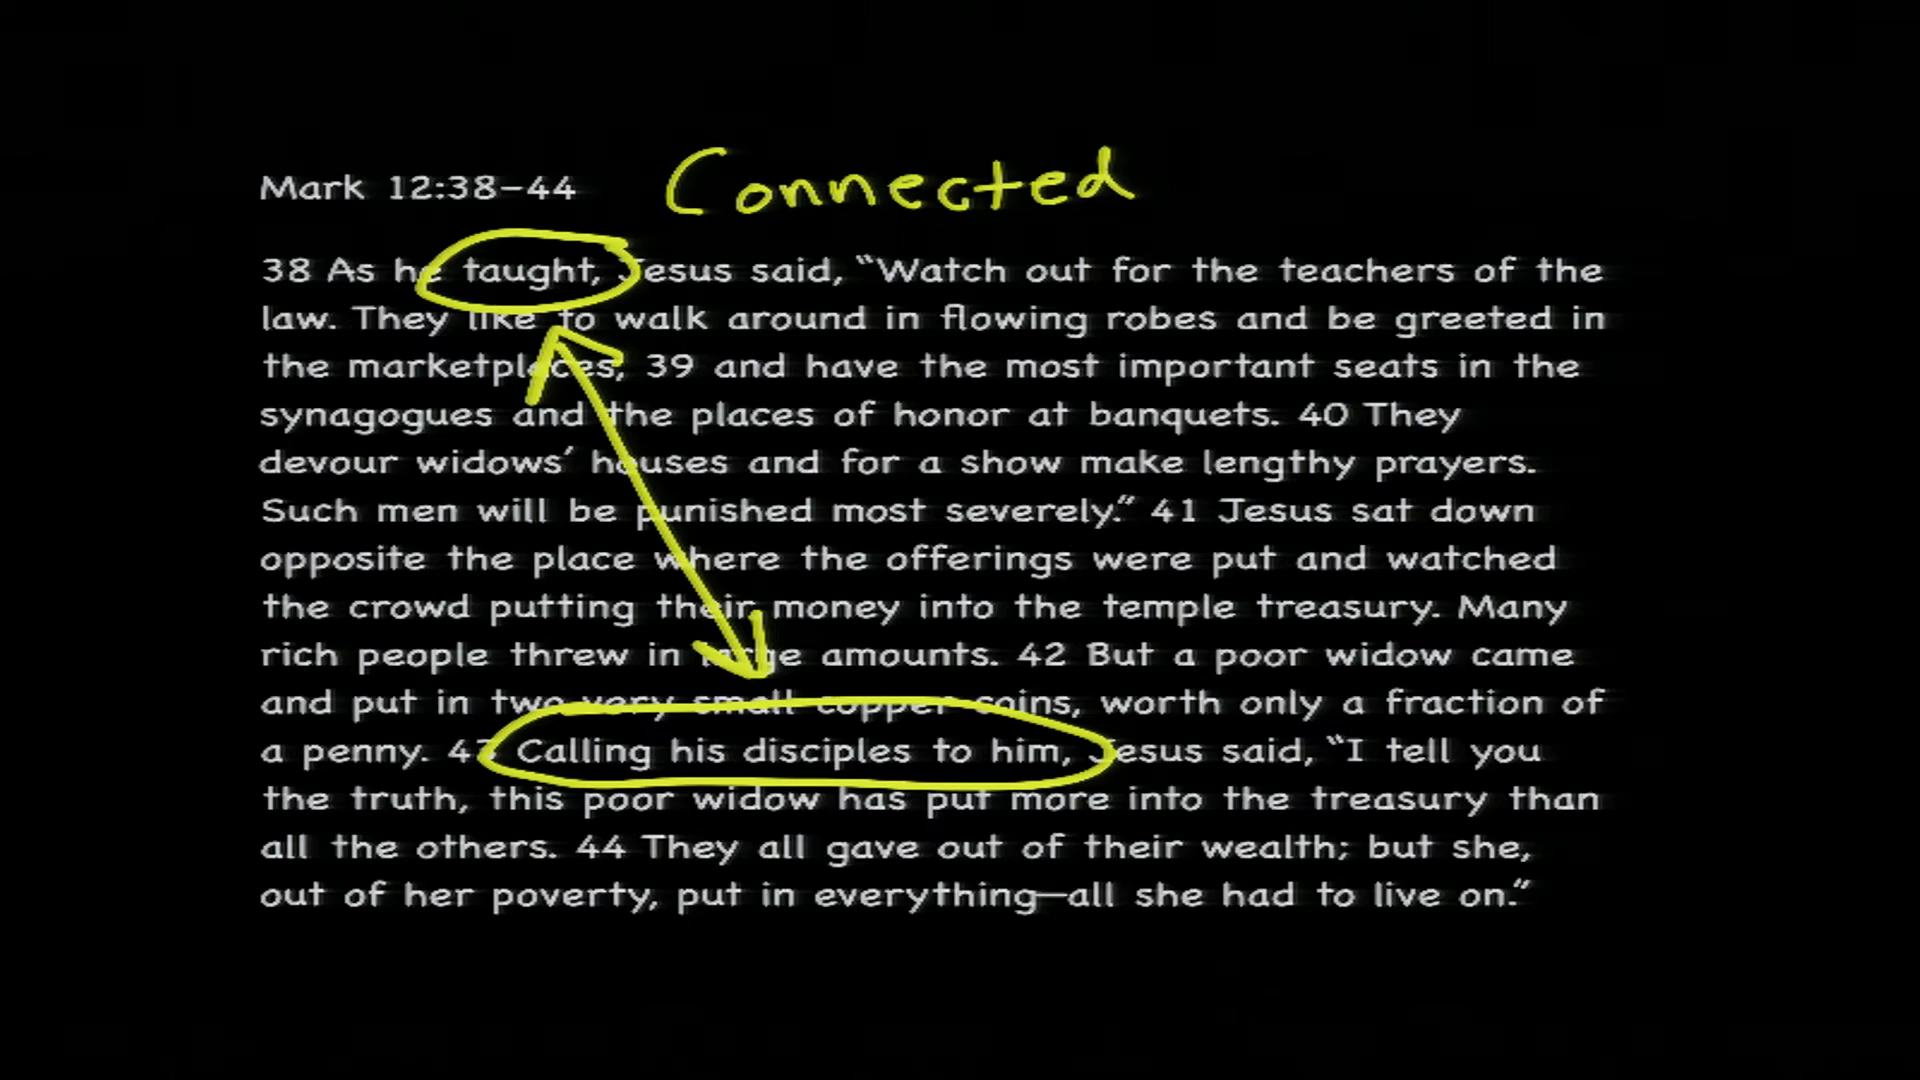 Mark 12:38–44 Connected
38 As he taught, Jesus said, “Watch out for the teachers of the
law. They like to walk around in flowing robes and be greeted in
the marketplaces, 39 and have the most important seats in the
synagogues and the places of honor at banquets. 40 They
devour widows’ houses and for a show make lengthy prayers.
Such men will be punished most severely.” 41 Jesus sat down
opposite the place where the offerings were put and watched
the crowd putting their money into the temple treasury. Many
rich people threw in large amounts. 42 But a poor widow came
and put in two very small copper coins, worth only a fraction of
a penny. 43 Calling his disciples to him, Jesus said, “I tell you
the truth, this poor widow has put more into the treasury than
all the others. 44 They all gave out of their wealth; but she,
out of her poverty, put in everything—all she had to live on.”